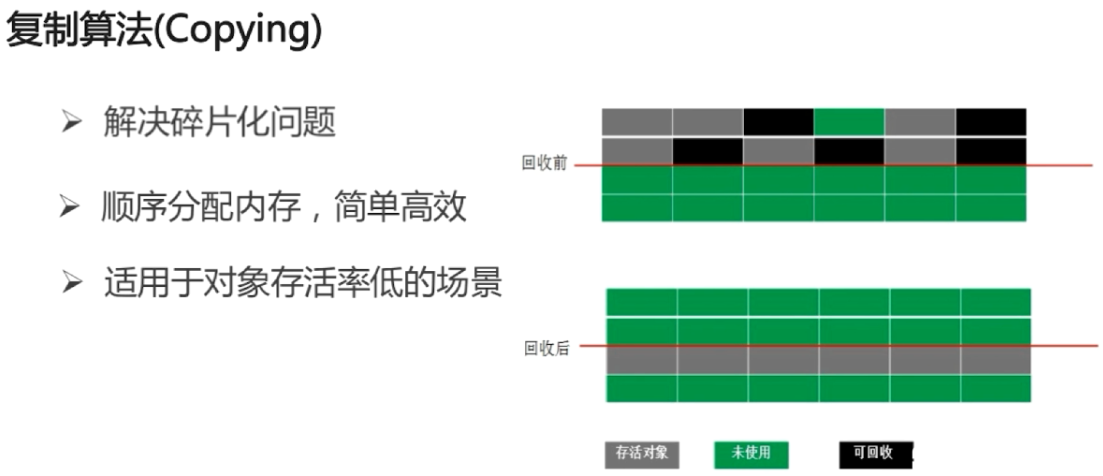 复制算法(Copying)
➢ 解决碎片化问题
➢ 顺序分配内存，简单高效
➢ 适用于对象存活率低的场景
回收前
回收后
存活对象 未使用 可回收